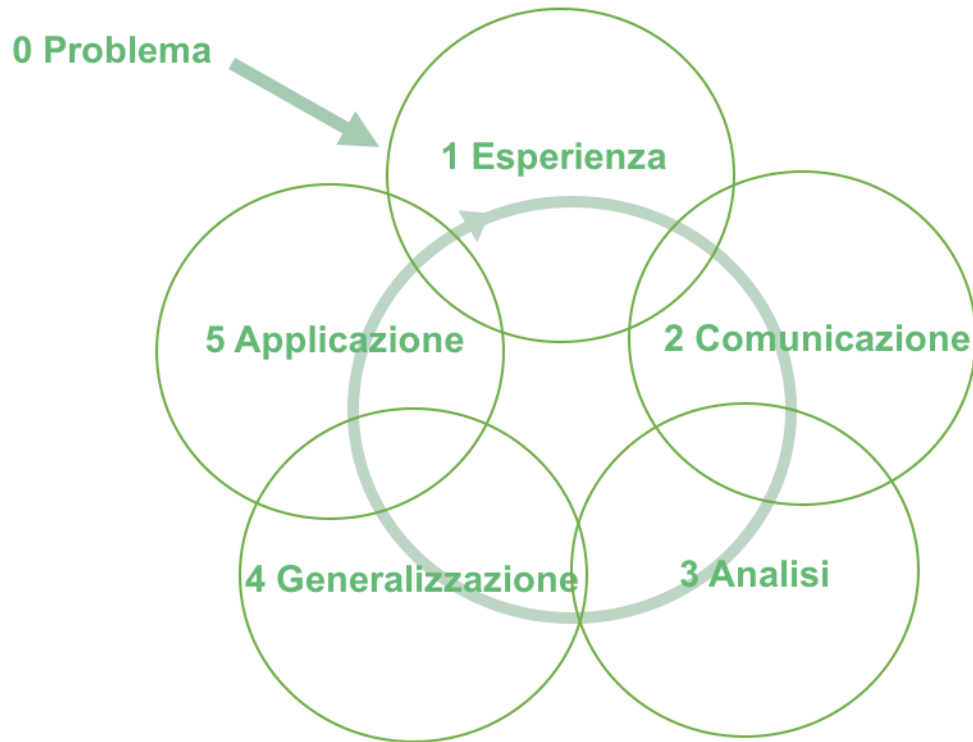 0 Problema
1 Esperienza
2 Comunicazione
3 Analisi
4 Generalizzazione
5 Applicazione